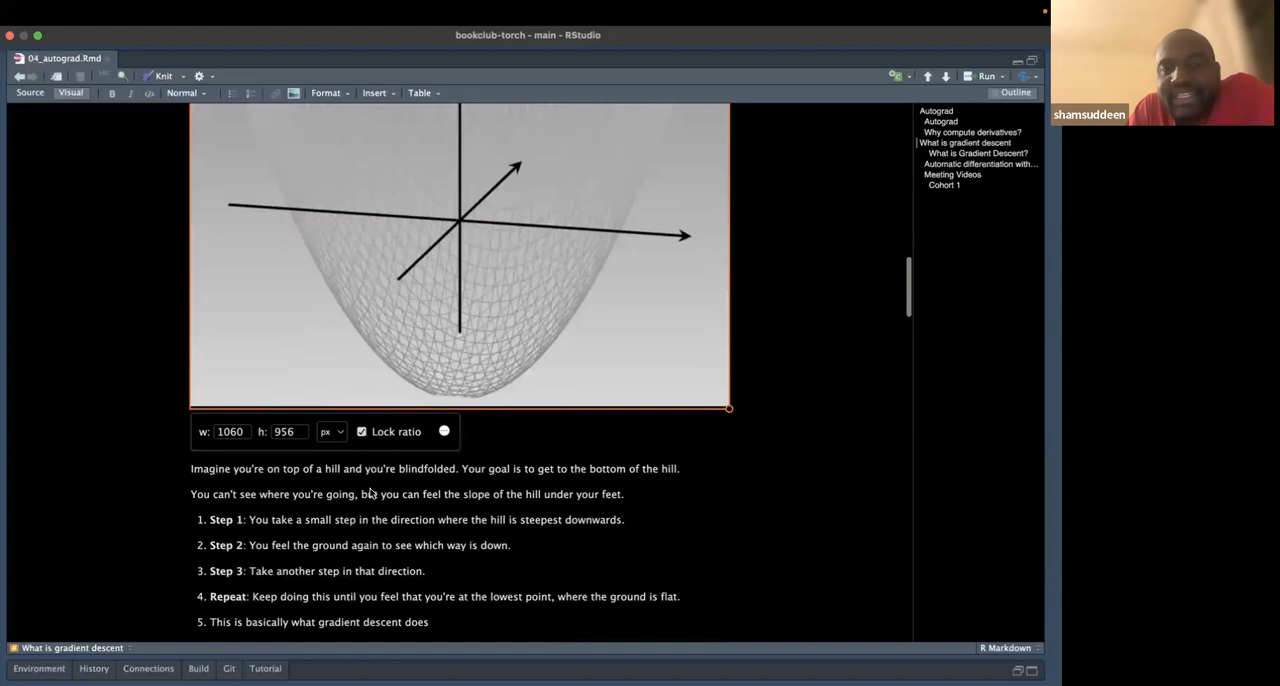 bookclub-torch - main - RStudio
04_autograd.Rmd
Knit
Run
Source Visual B I Normal Format Insert Table Outline
shamsuddeen
Autograd
Autograd
Why compute derivatives?
What is gradient descent
What is Gradient Descent?
Automatic differentiation with...
Meeting Videos
Cohort 1
w: 1060 h: 956 px Lock ratio
Imagine you're on top of a hill and you're blindfolded. Your goal is to get to the bottom of the hill.
You can't see where you're going, but you can feel the slope of the hill under your feet.
1. Step 1: You take a small step in the direction where the hill is steepest downwards.
2. Step 2: You feel the ground again to see which way is down.
3. Step 3: Take another step in that direction.
4. Repeat: Keep doing this until you feel that you're at the lowest point, where the ground is flat.
5. This is basically what gradient descent does
# What is gradient descent
R Markdown
Environment History Connections Build Git Tutorial